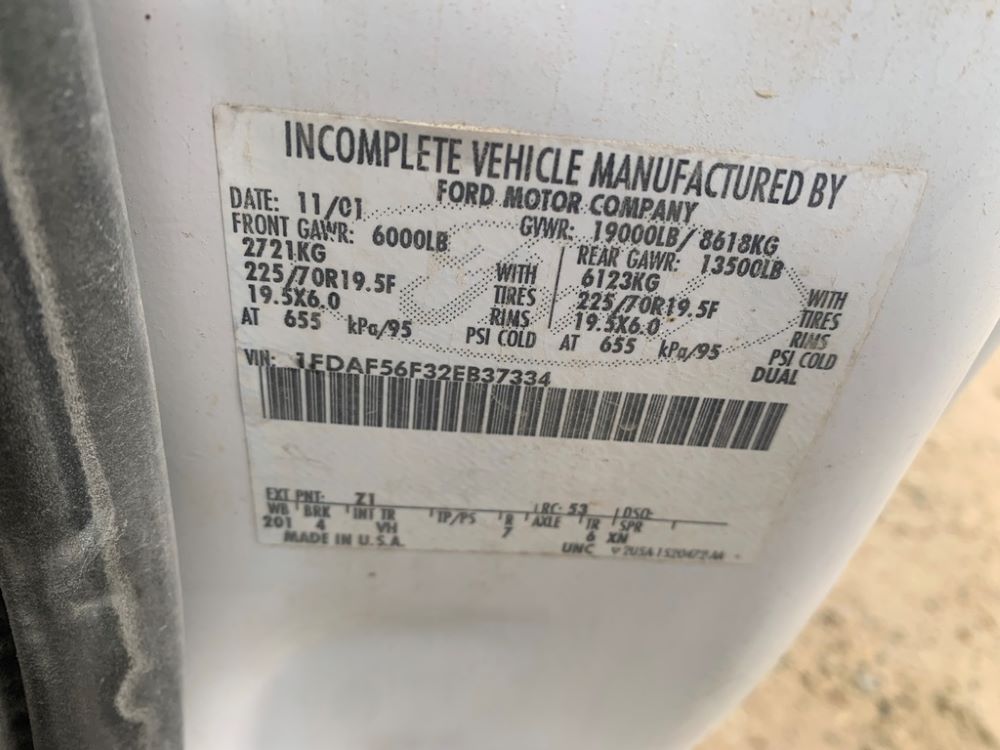 INCOMPLETE VEHICLE MANUFACTURED BY
FORD MOTOR COMPANY
DATE: 11/01 GVWR: 19000LB/ 8618KG
FRONT GAWR: 6000LB REAR GAWR: 13500LB
2721KG WITH 6123KG WITH
225/70R19.5F TIRES 225/70R19.5F TIRES
19.5X6.0 RIMS 19.5X6.0 RIMS
AT 655 kPa/95 PSI COLD AT 655 kPa/95 PSI COLD
DUAL
VIN: 1FDAF56F32EB37334
EXT PNT: Z1 RC: 53 DSO:
WB BRK INT TR TP/PS R AXLE TR SPR
201 4 VH 7 6 XN
MADE IN U.S.A. UNC